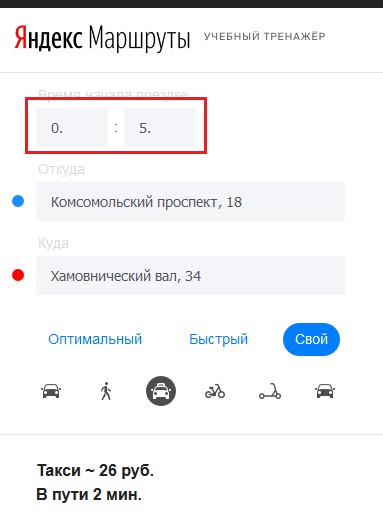 Яндекс Маршруты УЧЕБНЫЙ ТРЕНАЖЁР
Время начала поездке
0. : 5.
Откуда
Комсомольский проспект, 18
Куда
Хамовнический вал, 34
Оптимальный Быстрый Свой
Такси ~ 26 руб.
В пути 2 мин.